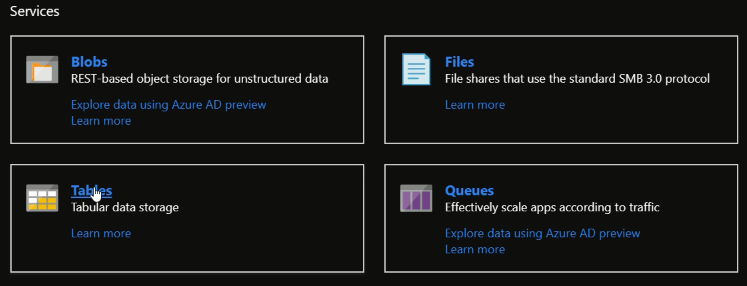 Services
Blobs
REST-based object storage for unstructured data
Explore data using Azure AD preview
Learn more
Files
File shares that use the standard SMB 3.0 protocol
Learn more
Tables
Tabular data storage
Learn more
Queues
Effectively scale apps according to traffic
Explore data using Azure AD preview
Learn more